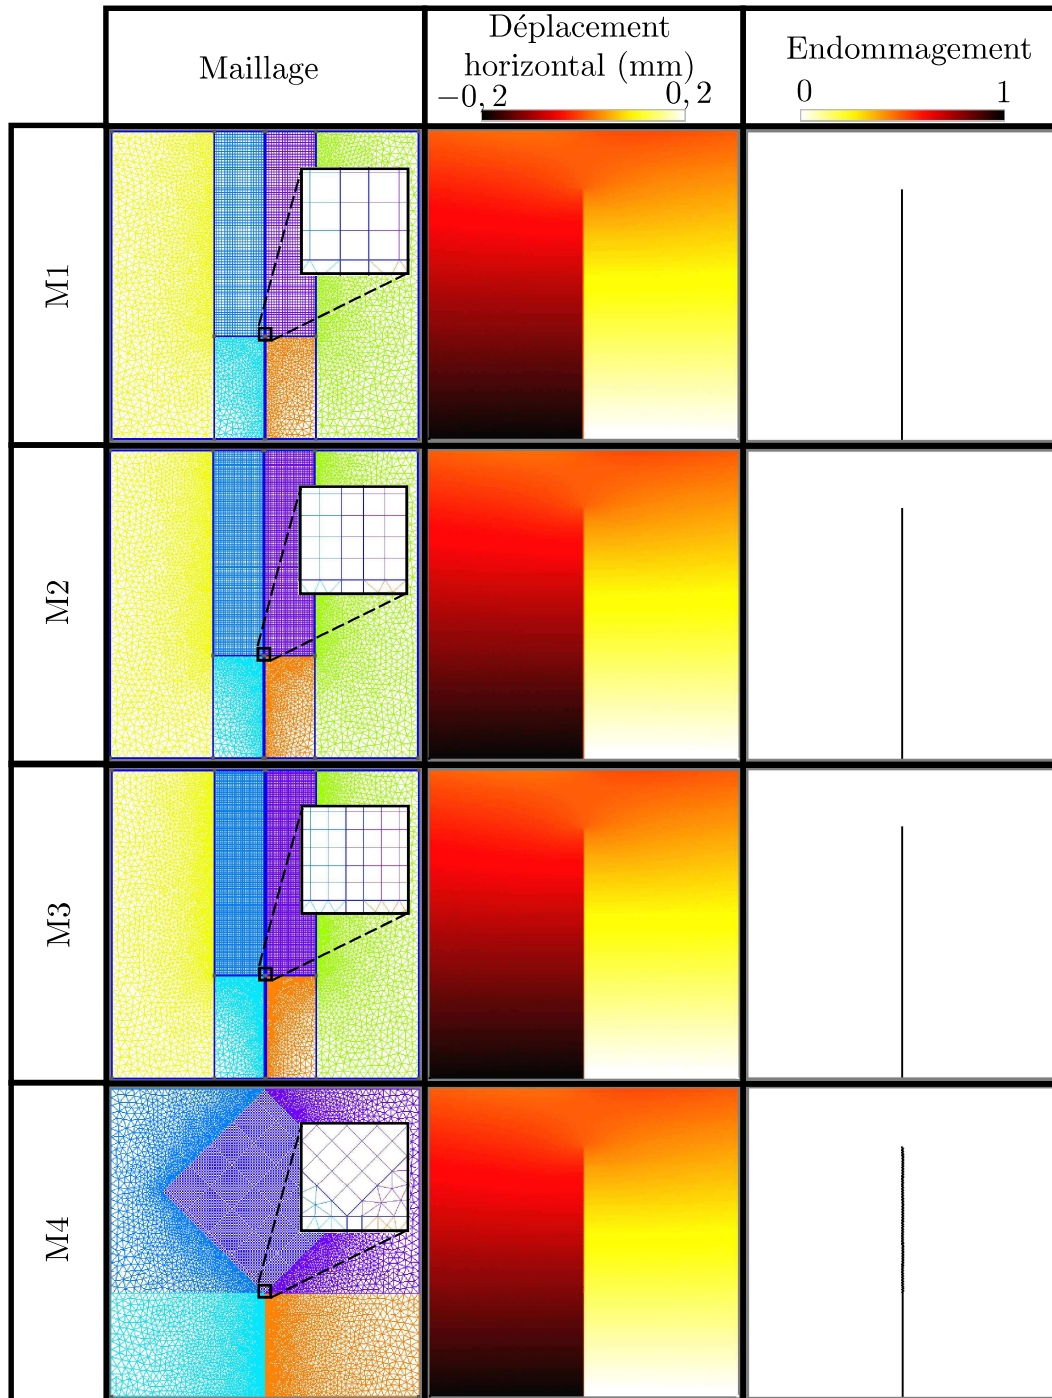 Maillage
Déplacement
horizontal (mm)
−0, 2
0, 2
Endommagement
0
1
M1
M2
M3
M4